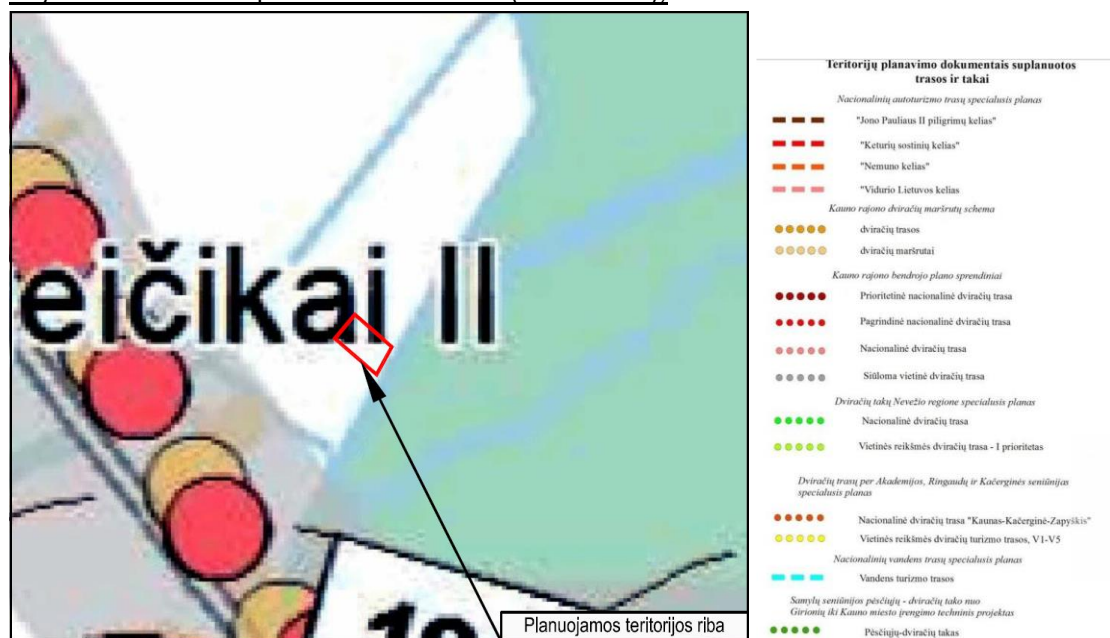 eičikai II
Planuojamos teritorijos riba
Teritorijų planavimo dokumentais suplanuotos
trasos ir takai
Nacionalinių autoturizmo trasų specialusis planas
"Jono Pauliaus II piligrimų kelias"
"Keturių sostinių kelias"
"Nemuno kelias"
"Vidurio Lietuvos kelias
Kauno rajono dviračių maršrutų schema
dviračių trasos
dviračių maršrutai
Kauno rajono bendrojo plano sprendiniai
Prioritetinė nacionalinė dviračių trasa
Pagrindinė nacionalinė dviračių trasa
Nacionalinė dviračių trasa
Siūloma vietinė dviračių trasa
Dviračių takų Nevėžio regione specialusis planas
Nacionalinė dviračių trasa
Vietinės reikšmės dviračių trasa - I prioritetas
Dviračių trasų per Akademijos, Ringaudų ir Kačerginės seniūnijas
specialusis planas
Nacionalinė dviračių trasa "Kaunas-Kačerginė-Zapyškis"
Vietinės reikšmės dviračių turizmo trasos, V1-V5
Nacionalinių vandens trasų specialusis planas
Vandens turizmo trasos
Samylų seniūnijos pėsčiųjų - dviračių tako nuo
Girionių iki Kauno miesto įrengimo techninis projektas
Pėsčiųjų-dviračių takas